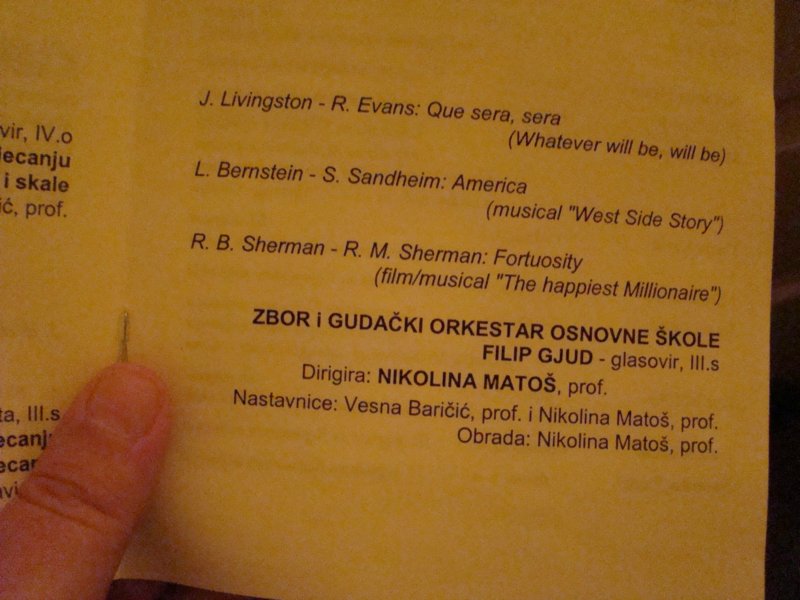 vir, IV.o
jecanju
i skale
ić, prof.
ta, III.s
J. Livingston - R. Evans: Que sera, sera
(Whatever will be, will be)
L. Bernstein - S. Sandheim: America
(musical "West Side Story")
R. B. Sherman - R. M. Sherman: Fortuosity
(film/musical "The happiest Millionaire")
ZBOR i GUDAČKI ORKESTAR OSNOVNE ŠKOLE
FILIP GJUD - glasovir, III.s
Dirigira: NIKOLINA MATOŠ, prof.
Nastavnice: Vesna Baričić, prof. i Nikolina Matoš, prof.
Obrada: Nikolina Matoš, prof.